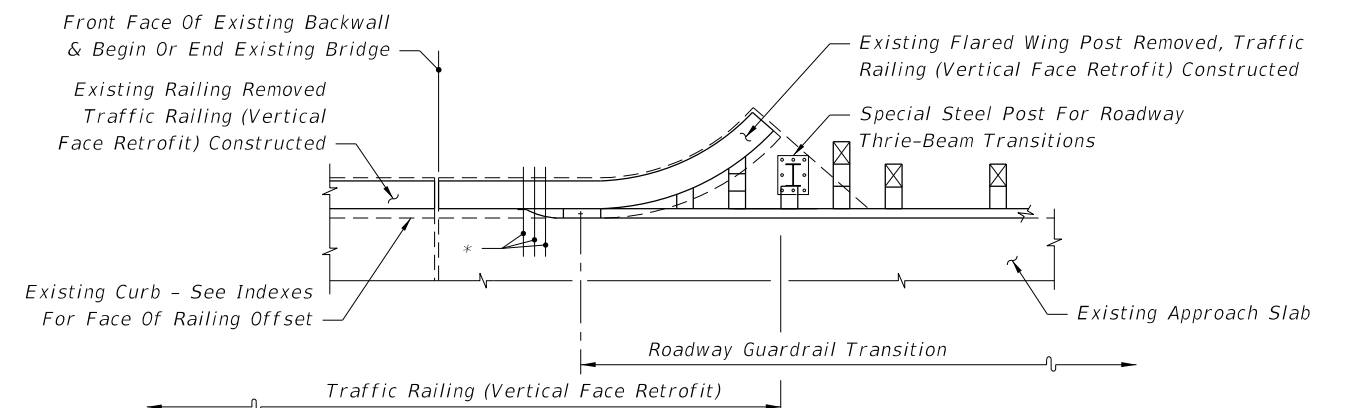 Front Face Of Existing Backwall
& Begin Or End Existing Bridge
Existing Railing Removed
Traffic Railing (Vertical
Face Retrofit) Constructed
Existing Flared Wing Post Removed, Traffic
Railing (Vertical Face Retrofit) Constructed
Special Steel Post For Roadway
Thrie-Beam Transitions
*
Existing Curb - See Indexes
For Face Of Railing Offset
Existing Approach Slab
Roadway Guardrail Transition
Traffic Railing (Vertical Face Retrofit)